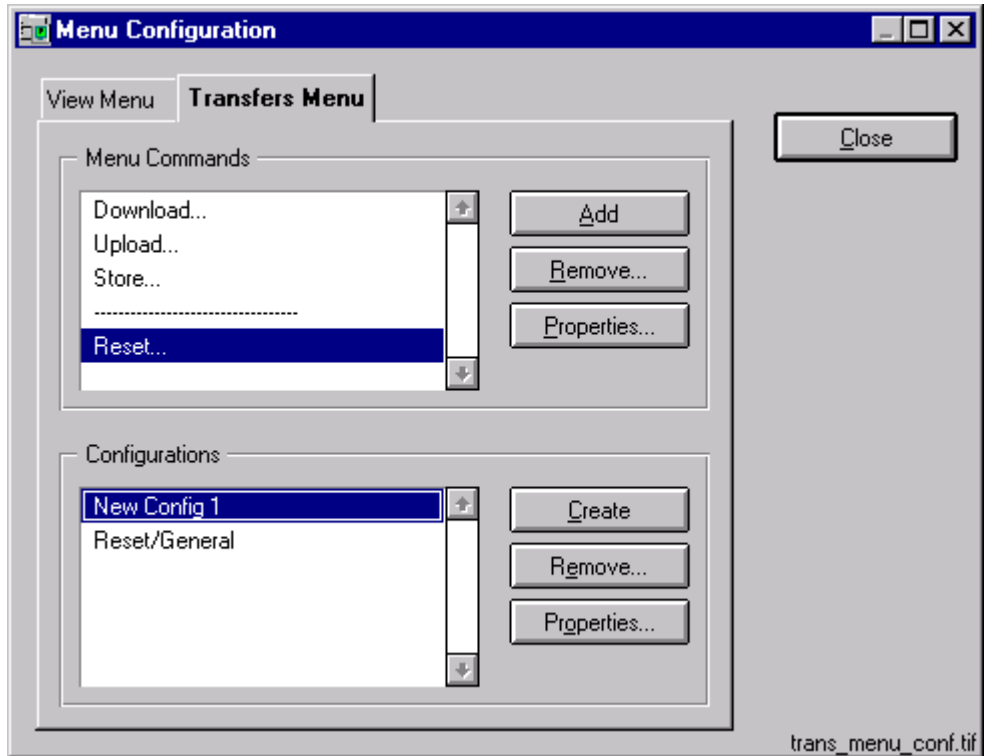 Menu Configuration
View Menu
Transfers Menu
Close
Menu Commands
Download...
Upload...
Store...
----------------------------------
Reset...
Add
Remove...
Properties...
Configurations
New Config 1
Reset/General
Create
Remove...
Properties...
trans_menu_conf.tif